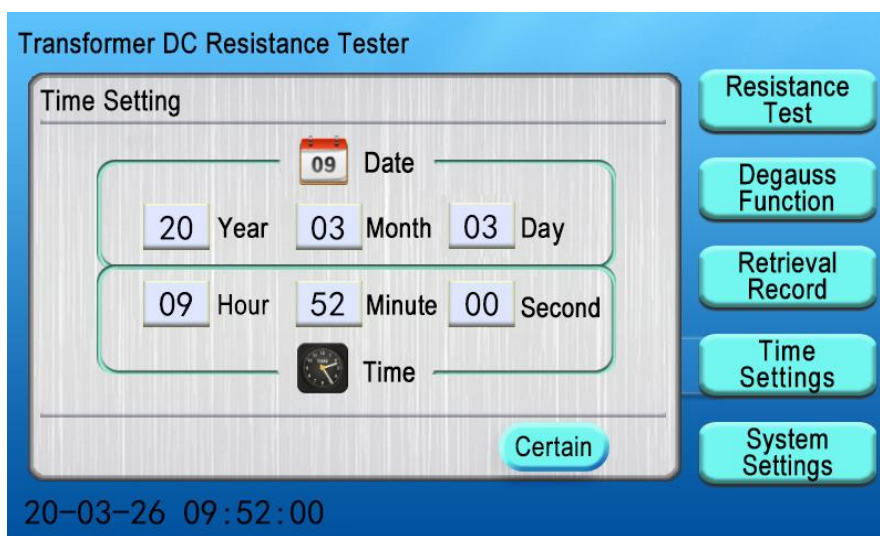 Transformer DC Resistance Tester
Time Setting
09 Date
20 Year 03 Month 03 Day
09 Hour 52 Minute 00 Second
Time
Certain
Resistance
Test
Degauss
Function
Retrieval
Record
Time
Settings
System
Settings
20-03-26 09:52:00